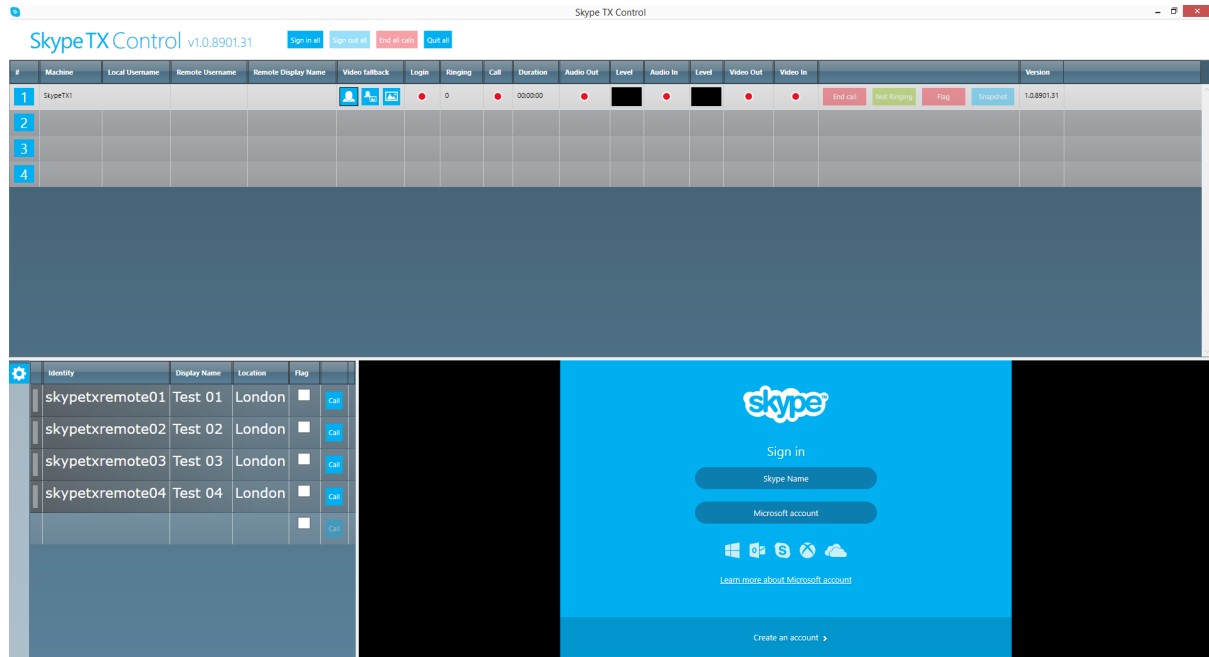 Skype TX Control
Skype TX Control v1.0.8901.31 Sign in all Sign out all End all calls Quit all
# Machine Local Username Remote Username Remote Display Name Video fallback Login Ringing Call Duration Audio Out Level Audio In Level Video Out Video In Version
1 SkypeTX1 0 00:00:00 End call Not Ringing Flag Snapshot 1.0.8901.31
2
3
4
Identity Display Name Location Flag
skypetxremote01 Test 01 London Call
skypetxremote02 Test 02 London Call
skypetxremote03 Test 03 London Call
skypetxremote04 Test 04 London Call
Call
skype
Sign in
Skype Name
Microsoft account
Learn more about Microsoft account
Create an account